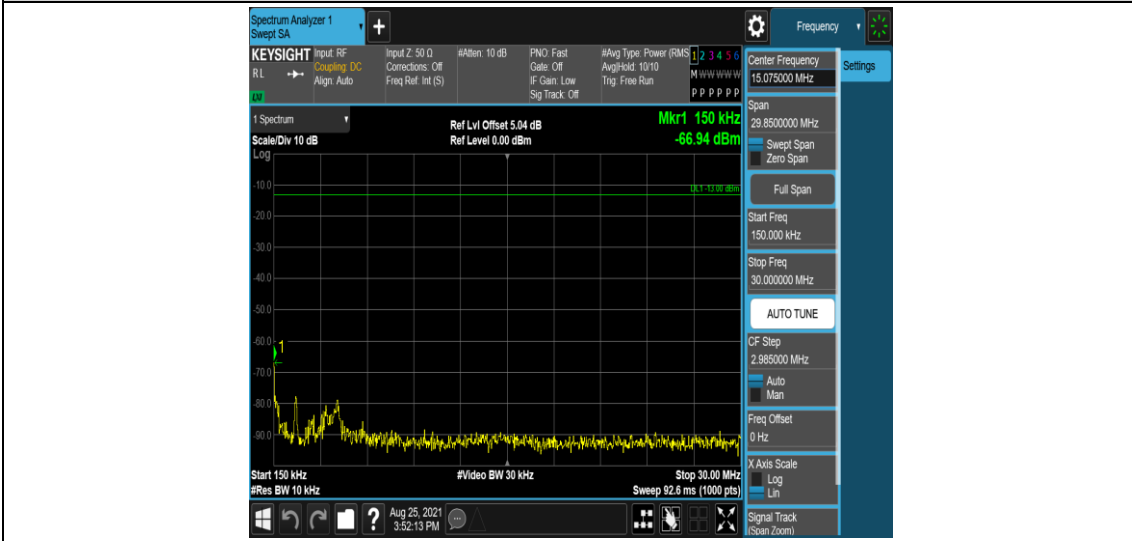 Spectrum Analyzer 1
Swept SA
+
Frequency
KEYSIGHT
RL
LXI
Input: RF
Coupling: DC
Align: Auto
Input Z: 50 Ω
Corrections: Off
Freq Ref: Int (S)
#Atten: 10 dB
PNO: Fast
Gate: Off
IF Gain: Low
Sig Track: Off
#Avg Type: Power (RMS
Avg|Hold: 10/10
Trig: Free Run
1 2 3 4 5 6
M W W W W W
P P P P P P
1 Spectrum
Scale/Div 10 dB
Log
Ref Lvl Offset 5.04 dB
Ref Level 0.00 dBm
Mkr1 150 kHz
-66.94 dBm
DL1 -13.00 dBm
-10.0
-20.0
-30.0
-40.0
-50.0
-60.0
1
-70.0
-80.0
-90.0
Start 150 kHz
#Video BW 30 kHz
Stop 30.00 MHz
#Res BW 10 kHz
Sweep 92.6 ms (1000 pts)
?
Aug 25, 2021
3:52:13 PM
Center Frequency
15.075000 MHz
Settings
Span
29.8500000 MHz
Swept Span
Zero Span
Full Span
Start Freq
150.000 kHz
Stop Freq
30.000000 MHz
AUTO TUNE
CF Step
2.985000 MHz
Auto
Man
Freq Offset
0 Hz
X Axis Scale
Log
Lin
Signal Track
(Span Zoom)